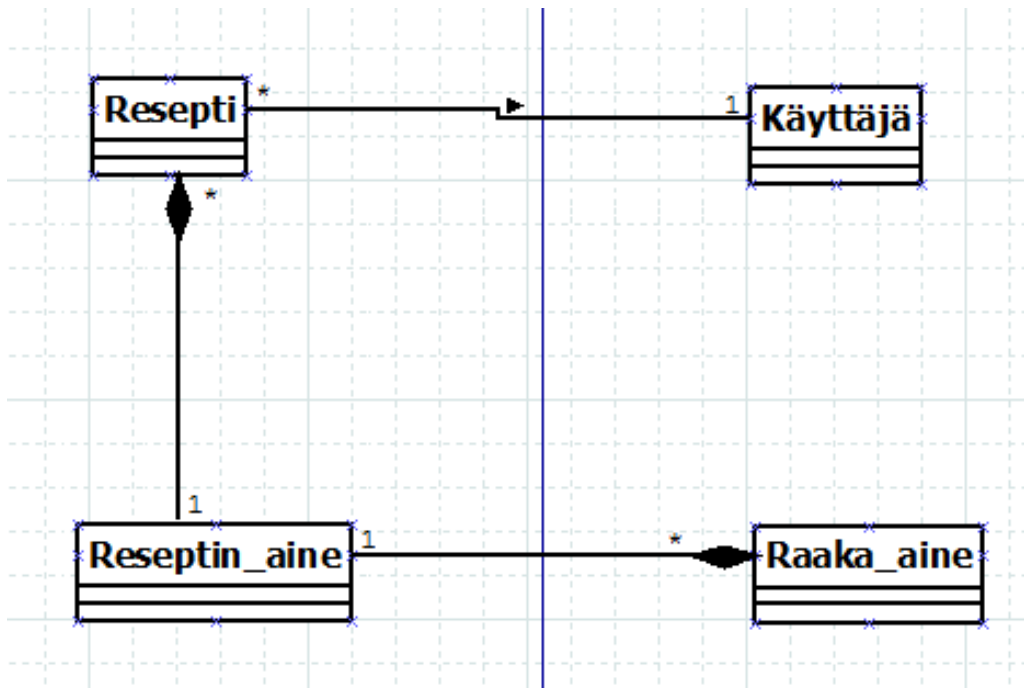 Resepti
*
1
Käyttäjä
*
1
Reseptin_aine
1
*
Raaka_aine